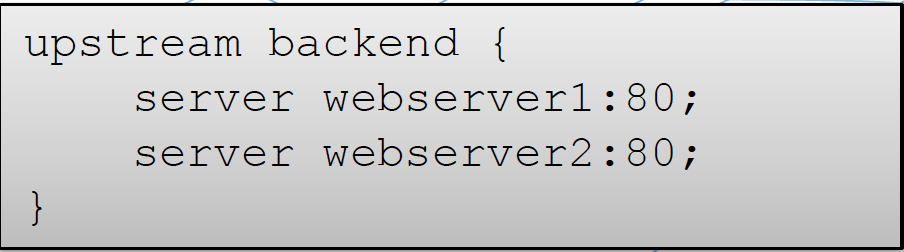 upstream backend {
    server webserver1:80;
    server webserver2:80;
}